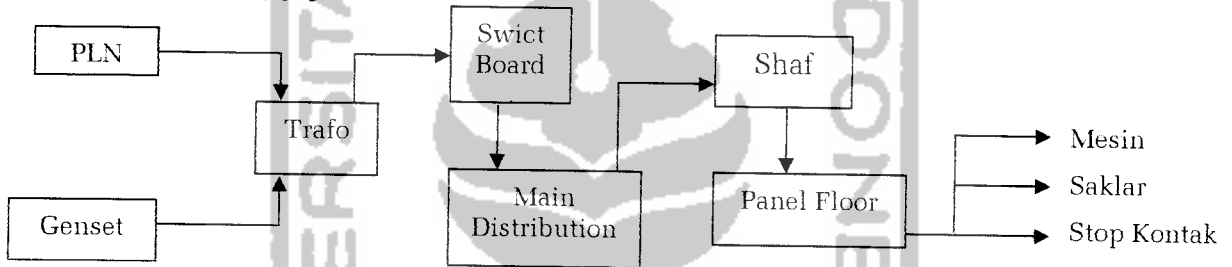 PLN
Swict
Board
Shaf
Trafo
Mesin
Main
Distribution
Panel Floor
Saklar
Genset
Stop Kontak